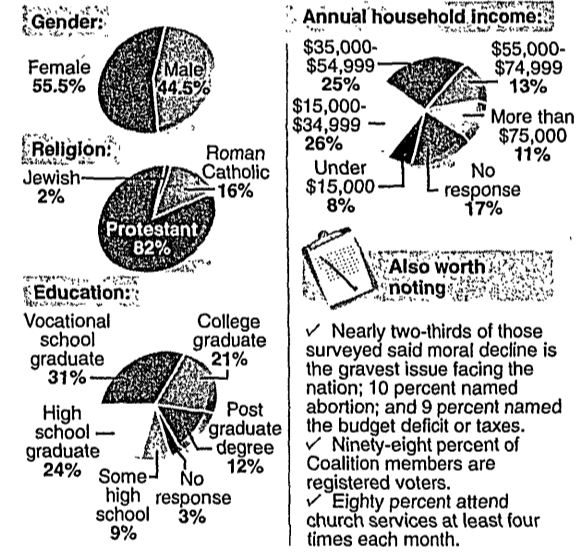 Gender:
Female
55.5%
Male
44.5%
Religion:
Jewish
2%
Roman
Catholic
16%
Protestant
82%
Education:
Vocational
school
graduate
31%
College
graduate
21%
High
school
graduate
24%
Post
graduate
degree
12%
Some
high
school
9%
No
response
3%
Annual household income:
$35,000-
$54,999
25%
$55,000-
$74,999
13%
$15,000-
$34,999
26%
More than
$75,000
11%
Under
$15,000
8%
No
response
17%
Also worth
noting
✓ Nearly two-thirds of those
surveyed said moral decline is
the gravest issue facing the
nation; 10 percent named
abortion; and 9 percent named
the budget deficit or taxes.
✓ Ninety-eight percent of
Coalition members are
registered voters.
✓ Eighty percent attend
church services at least four
times each month.